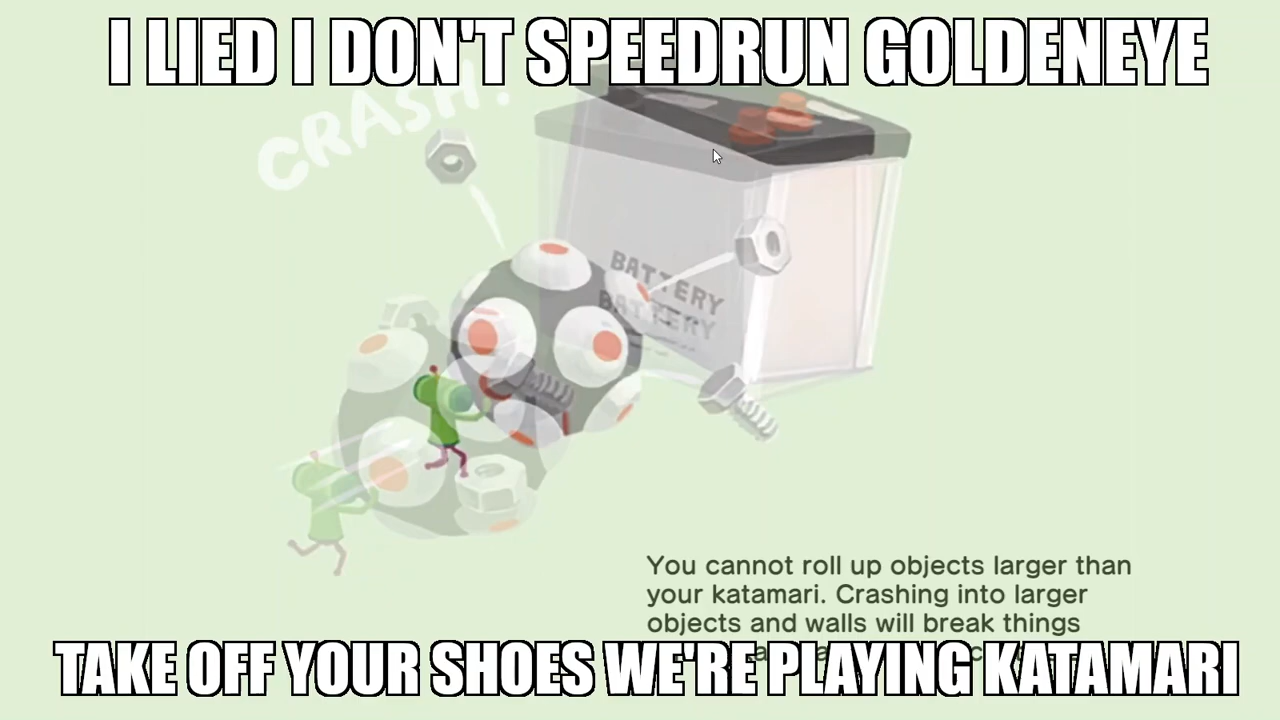 I LIED I DON'T SPEEDRUN GOLDENEYE
CRASH!
BATTERY
BATTERY
You cannot roll up objects larger than
your katamari. Crashing into larger
objects and walls will break things
TAKE OFF YOUR SHOES WE'RE PLAYING KATAMARI